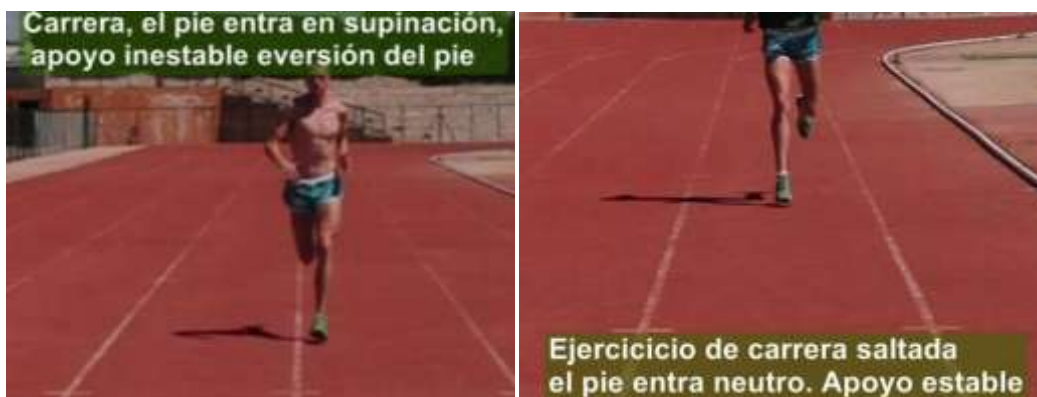 Carrera, el pie entra en supinación,
apoyo inestable eversión del pie
Ejercicicio de carrera saltada
el pie entra neutro. Apoyo estable